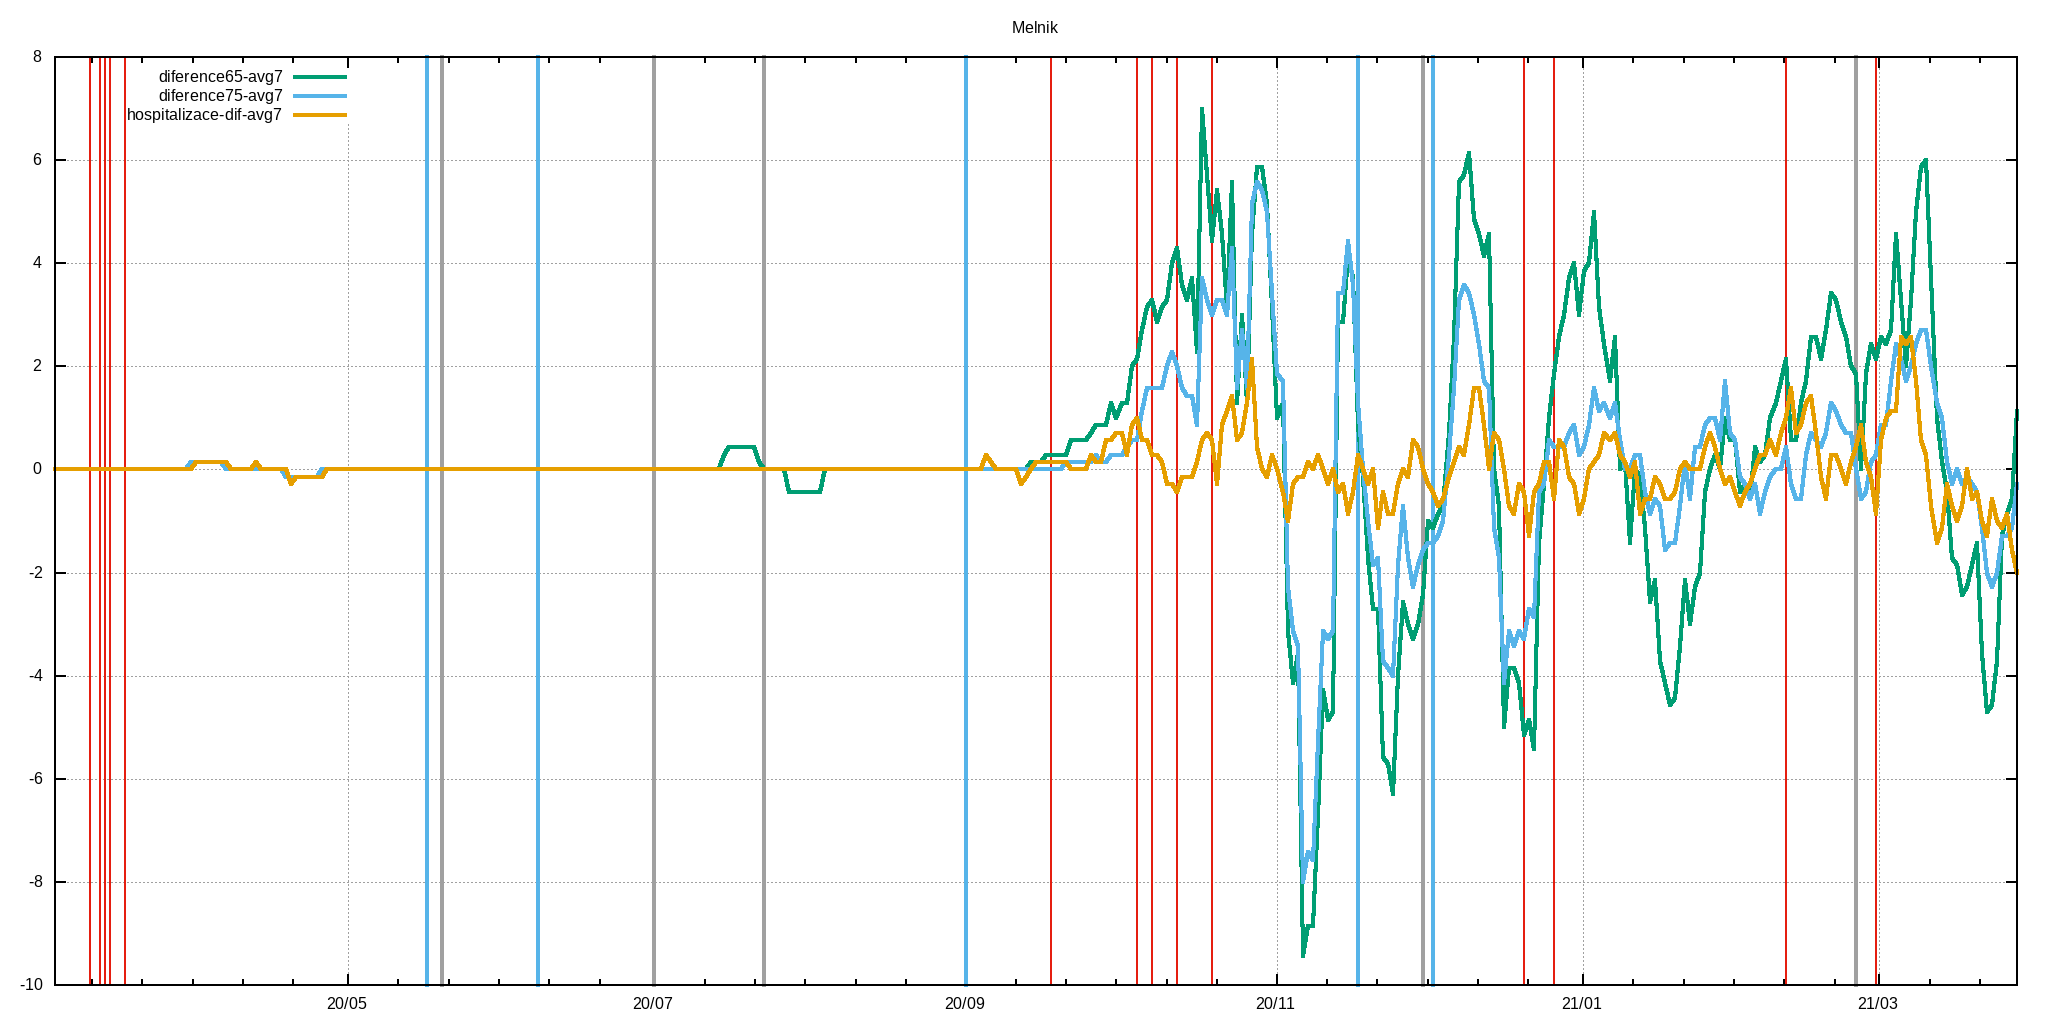 Melnik
8
diference65-avg7
diference75-avg7
hospitalizace-dif-avg7
6
4
2
0
-2
-4
-6
-8
-10
20/05 20/07 20/09 20/11 21/01 21/03